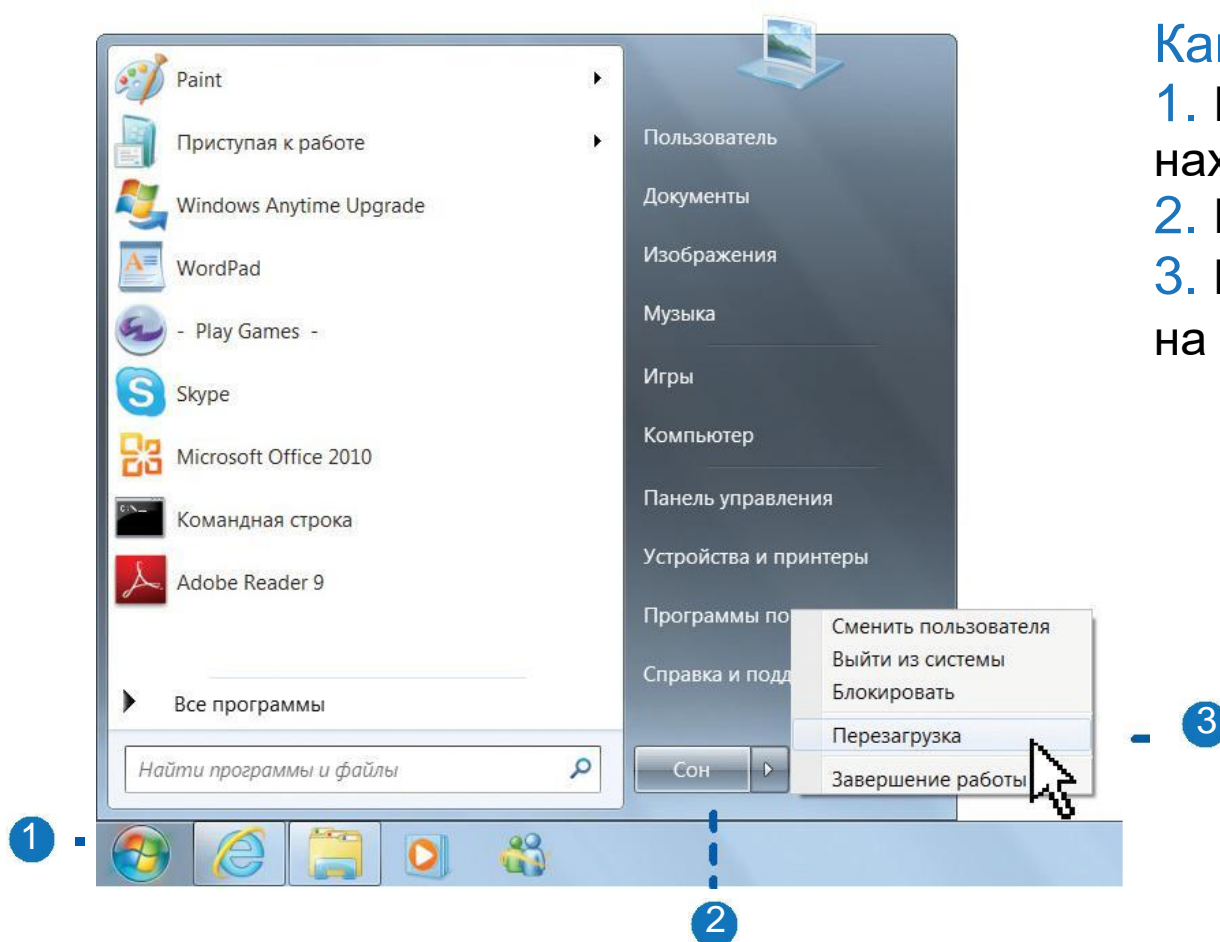 Paint
Приступая к работе
Windows Anytime Upgrade
WordPad
- Play Games -
Skype
Microsoft Office 2010
Командная строка
Adobe Reader 9
Все программы
Найти программы и файлы
Пользователь
Документы
Изображения
Музыка
Игры
Компьютер
Панель управления
Устройства и принтеры
Программы по
Справка и подд
Сон
Сменить пользователя
Выйти из системы
Блокировать
Перезагрузка
Завершение работы
1
2
3
1.
2.
3.
на